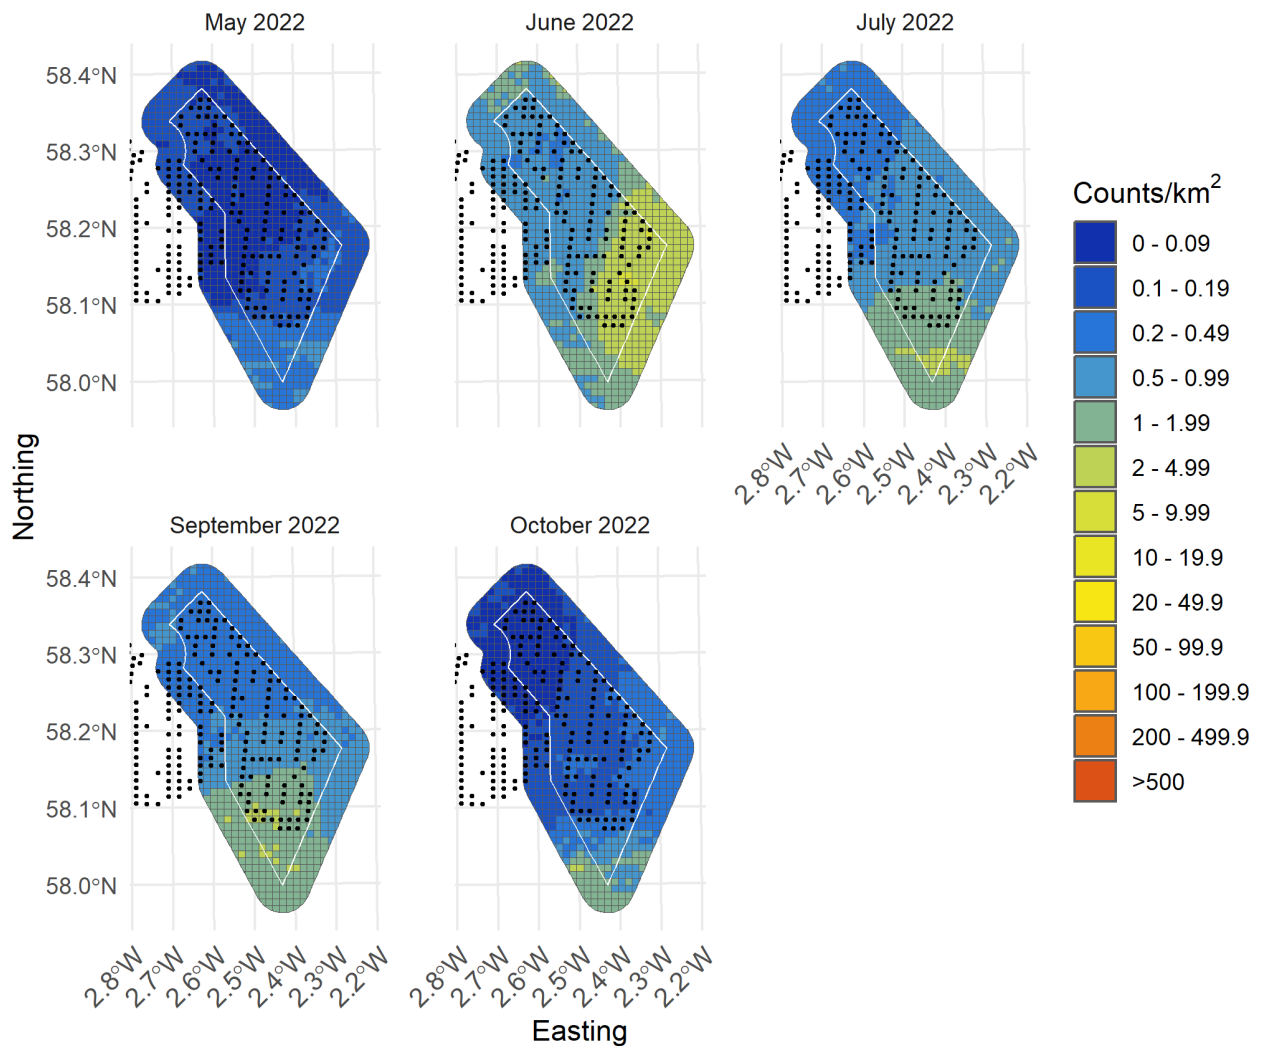 May 2022
June 2022
July 2022
58.4°N
58.3°N
58.2°N
58.1°N
58.0°N
2.8°W
2.7°W
2.6°W
2.5°W
2.4°W
2.3°W
2.2°W
September 2022
October 2022
58.4°N
58.3°N
58.2°N
58.1°N
58.0°N
2.8°W
2.7°W
2.6°W
2.5°W
2.4°W
2.3°W
2.2°W
2.8°W
2.7°W
2.6°W
2.5°W
2.4°W
2.3°W
2.2°W
Northing
Easting
Counts/km²
0 - 0.09
0.1 - 0.19
0.2 - 0.49
0.5 - 0.99
1 - 1.99
2 - 4.99
5 - 9.99
10 - 19.9
20 - 49.9
50 - 99.9
100 - 199.9
200 - 499.9
>500